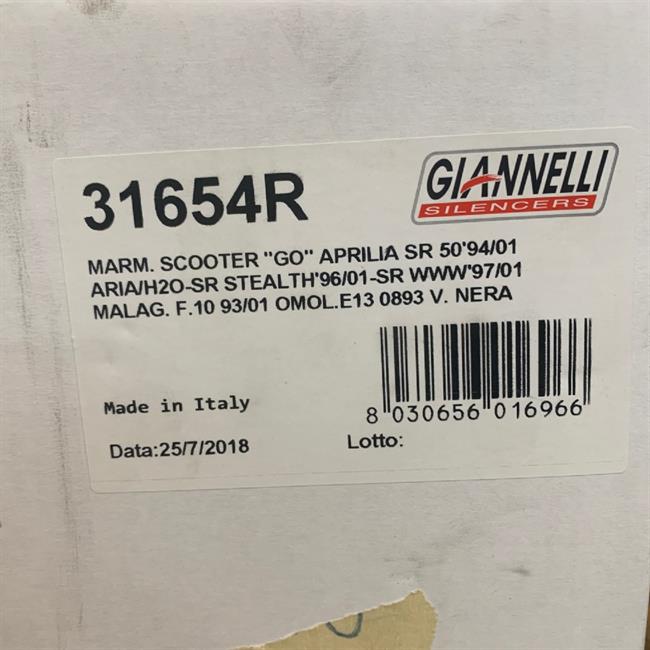 31654R
GIANNELLI
SILENCERS
MARM. SCOOTER "GO" APRILIA SR 50'94/01
ARIA/H2O-SR STEALTH'96/01-SR WWW'97/01
MALAG. F.10 93/01 OMOL.E13 0893 V. NERA
Made in Italy
8 030656 016966
Data:25/7/2018
Lotto: